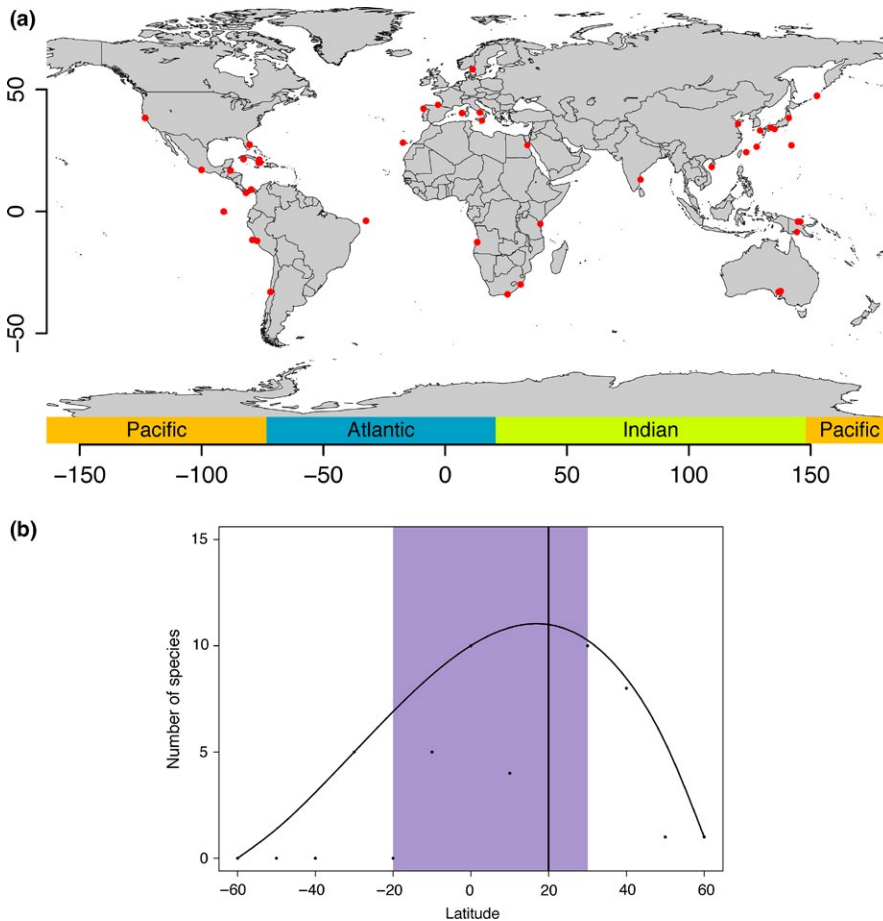 (a)
50
0
−50
Pacific Atlantic Indian Pacific
−150 −100 −50 0 50 100 150
(b)
15
10
5
0
Number of species
−60 −40 −20 0 20 40 60
Latitude